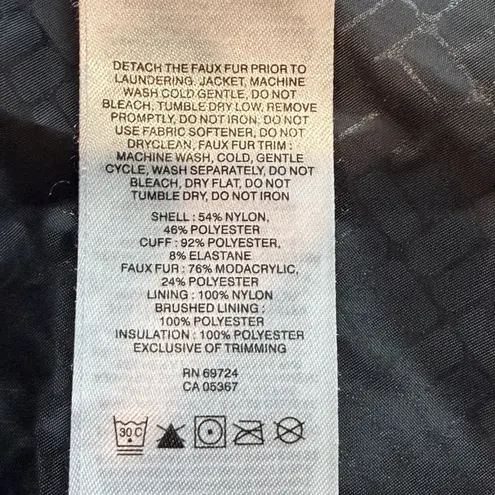 DETACH THE FAUX FUR PRIOR TO
LAUNDERING, JACKET, MACHINE
WASH COLD GENTLE, DO NOT
BLEACH, TUMBLE DRY LOW, REMOVE
PROMPTLY, DO NOT IRON, DO NOT
USE FABRIC SOFTENER, DO NOT
DRYCLEAN, FAUX FUR TRIM :
MACHINE WASH, COLD, GENTLE
CYCLE, WASH SEPARATELY, DO NOT
BLEACH, DRY FLAT, DO NOT
TUMBLE DRY, DO NOT IRON
SHELL : 54% NYLON,
46% POLYESTER
CUFF : 92% POLYESTER,
8% ELASTANE
FAUX FUR : 76% MODACRYLIC,
24% POLYESTER
LINING : 100% NYLON
BRUSHED LINING :
100% POLYESTER
INSULATION : 100% POLYESTER
EXCLUSIVE OF TRIMMING
RN 69724
CA 05367
30 C